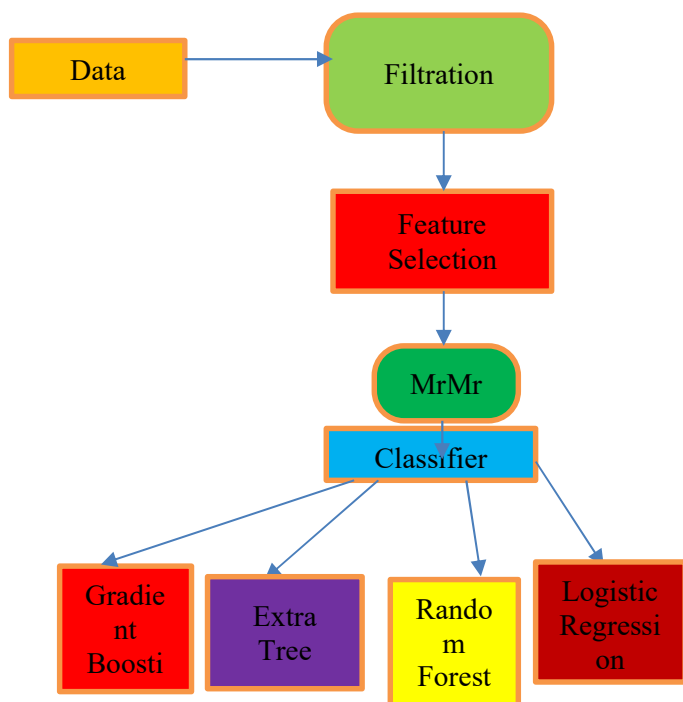 Data
Filtration
Feature
Selection
MrMr
Classifier
Gradie
nt
Boosti
Extra
Tree
Rando
m
Forest
Logistic
Regressi
on